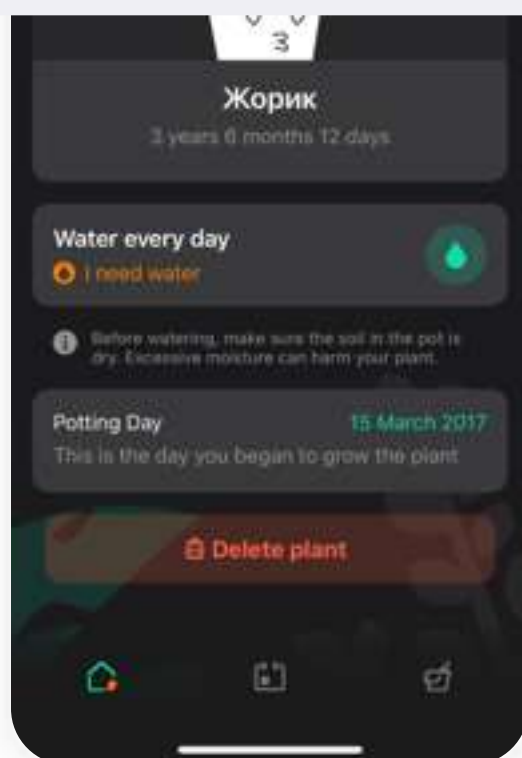 3
Жорик
3 years 6 months 12 days
Water every day
I need water
Before watering, make sure the soil in the pot is
dry. Excessive moisture can harm your plant.
Potting Day
15 March 2017
This is the day you began to grow the plant
Delete plant